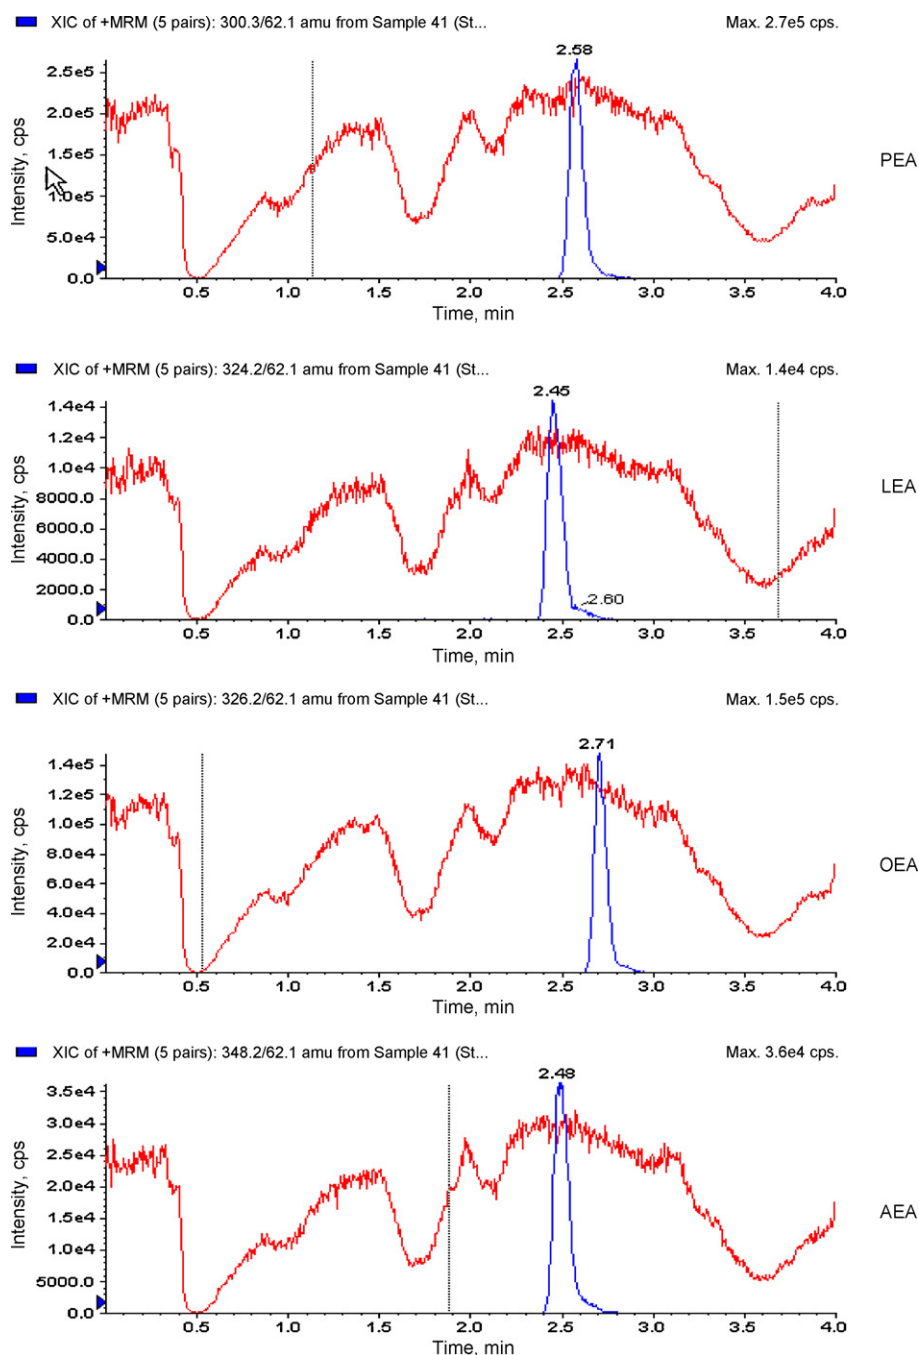 XIC of +MRM (5 pairs): 300.3/62.1 amu from Sample 41 (St... Max. 2.7e5 cps.
2.58
2.5e5
2.0e5
1.5e5
1.0e5
5.0e4
0.0
Intensity, cps
PEA
0.5 1.0 1.5 2.0 2.5 3.0 3.5 4.0
Time, min
XIC of +MRM (5 pairs): 324.2/62.1 amu from Sample 41 (St... Max. 1.4e4 cps.
2.45
1.4e4
1.2e4
1.0e4
8000.0
6000.0
4000.0
2000.0
0.0
Intensity, cps
2.60
LEA
0.5 1.0 1.5 2.0 2.5 3.0 3.5 4.0
Time, min
XIC of +MRM (5 pairs): 326.2/62.1 amu from Sample 41 (St... Max. 1.5e5 cps.
2.71
1.4e5
1.2e5
1.0e5
8.0e4
6.0e4
4.0e4
2.0e4
0.0
Intensity, cps
OEA
0.5 1.0 1.5 2.0 2.5 3.0 3.5 4.0
Time, min
XIC of +MRM (5 pairs): 348.2/62.1 amu from Sample 41 (St... Max. 3.6e4 cps.
2.48
3.5e4
3.0e4
2.5e4
2.0e4
1.5e4
1.0e4
5000.0
0.0
Intensity, cps
AEA
0.5 1.0 1.5 2.0 2.5 3.0 3.5 4.0
Time, min